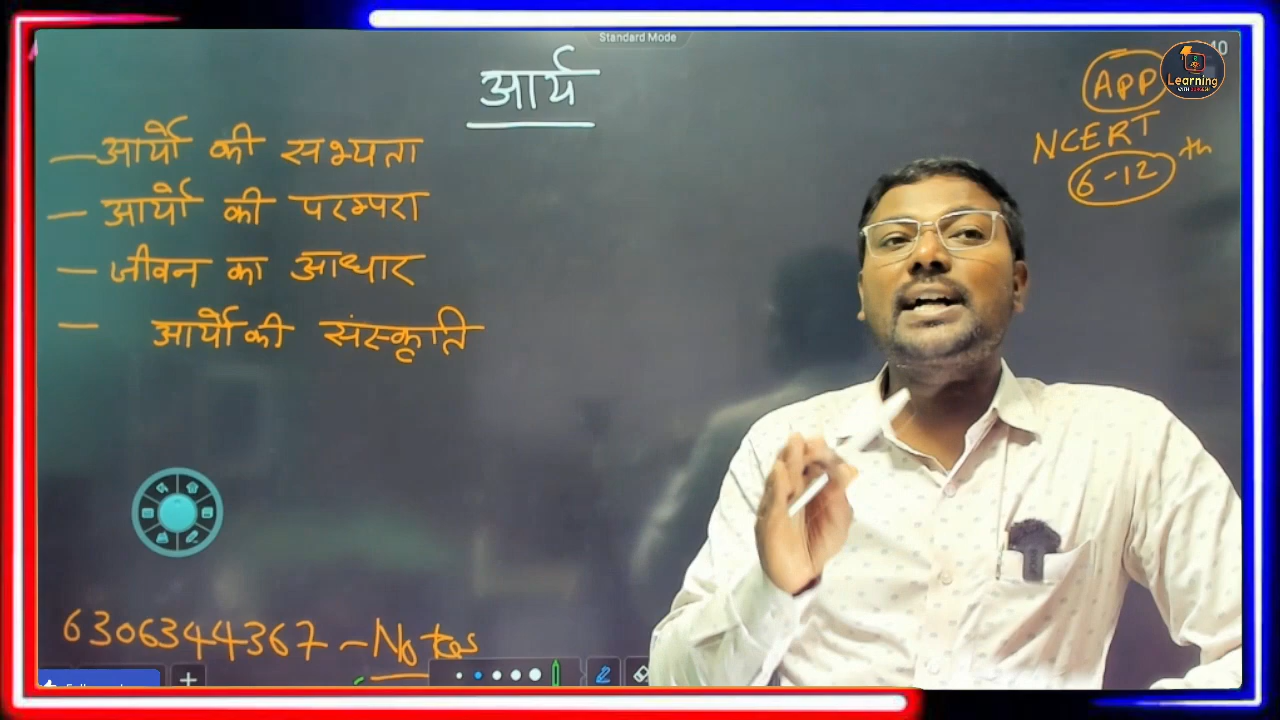 Standard Mode
आर्य
APP
Learning
NCERT
6-12th
— आर्यो की सभ्यता
— आर्यो की परम्परा
— जीवन का आधार
— आर्यो की संस्कृति
6306344367 - Notes